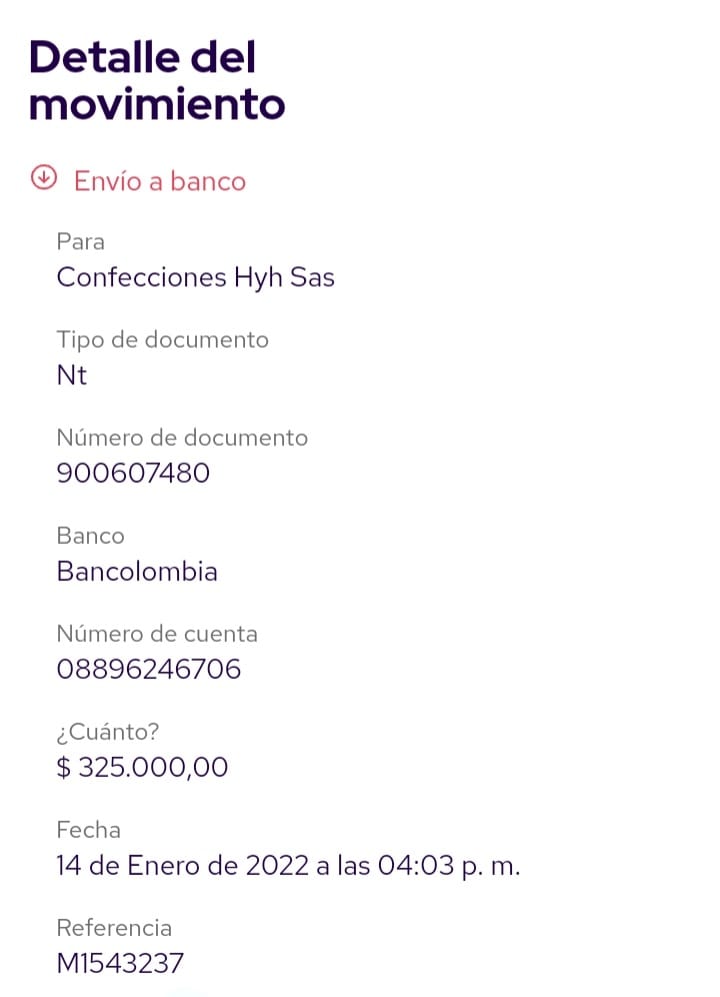 Detalle del
movimiento
Envío a banco
Para
Confecciones Hyh Sas
Tipo de documento
Nt
Número de documento
900607480
Banco
Bancolombia
Número de cuenta
08896246706
¿Cuánto?
$ 325.000,00
Fecha
14 de Enero de 2022 a las 04:03 p. m.
Referencia
M1543237